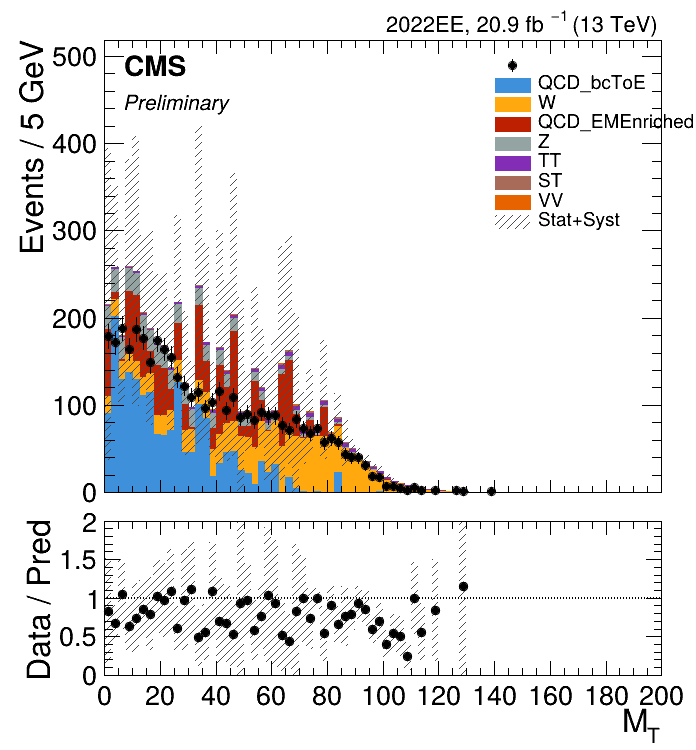 2022EE, 20.9 fb⁻¹ (13 TeV)
CMS
Preliminary
QCD_bcToE
W
QCD_EMEnriched
Z
TT
ST
VV
Stat+Syst
Events / 5 GeV
500
400
300
200
100
0
Data / Pred
2
1.5
1
0.5
0
0 20 40 60 80 100 120 140 160 180 200
M_T